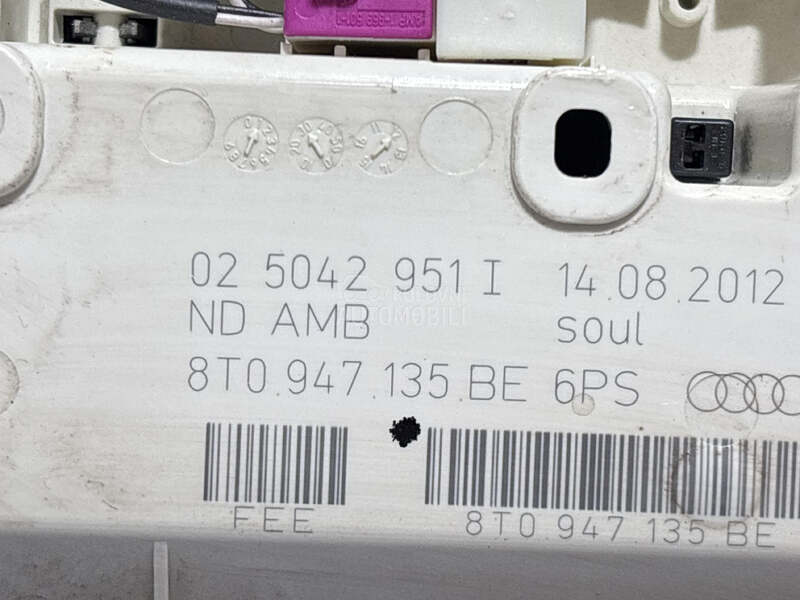 02 5042 951 I 14.08.2012
ND AMB soul
8T0.947.135.BE 6PS
FEE 8T0 947 135 BE